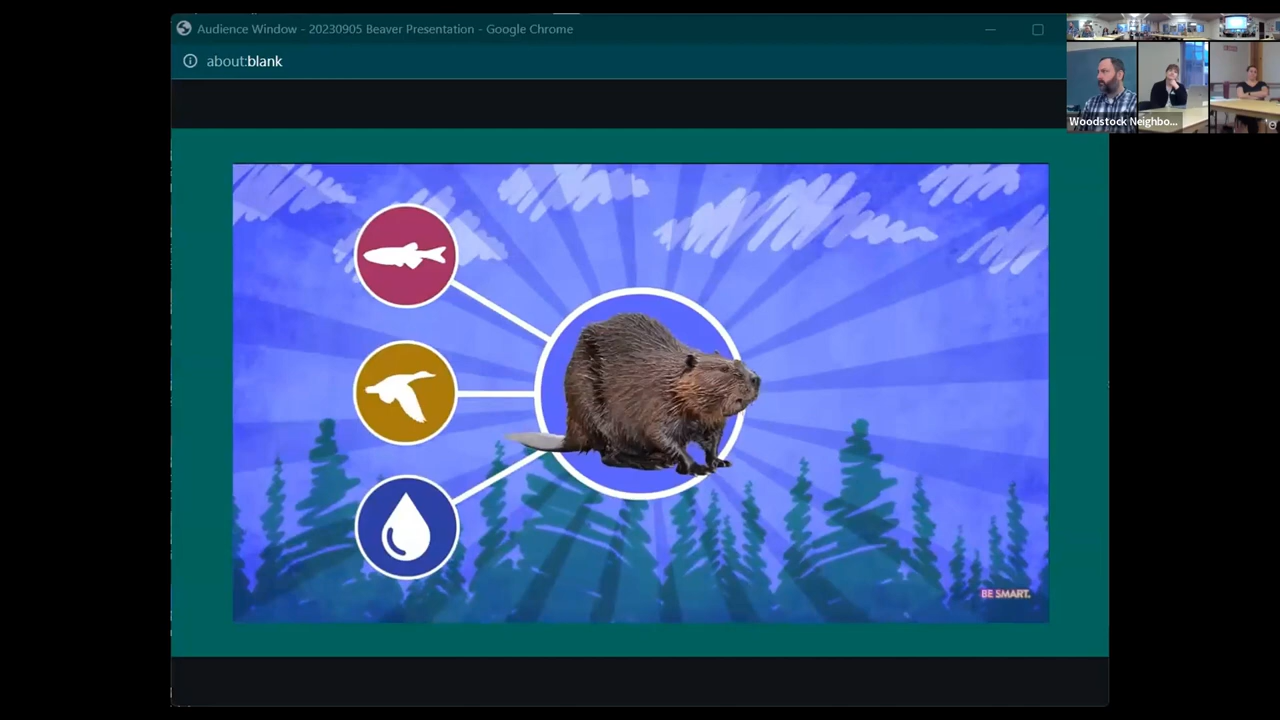 Audience Window - 20230905 Beaver Presentation - Google Chrome
about:blank
Woodstock Neighbo...
BE SMART.